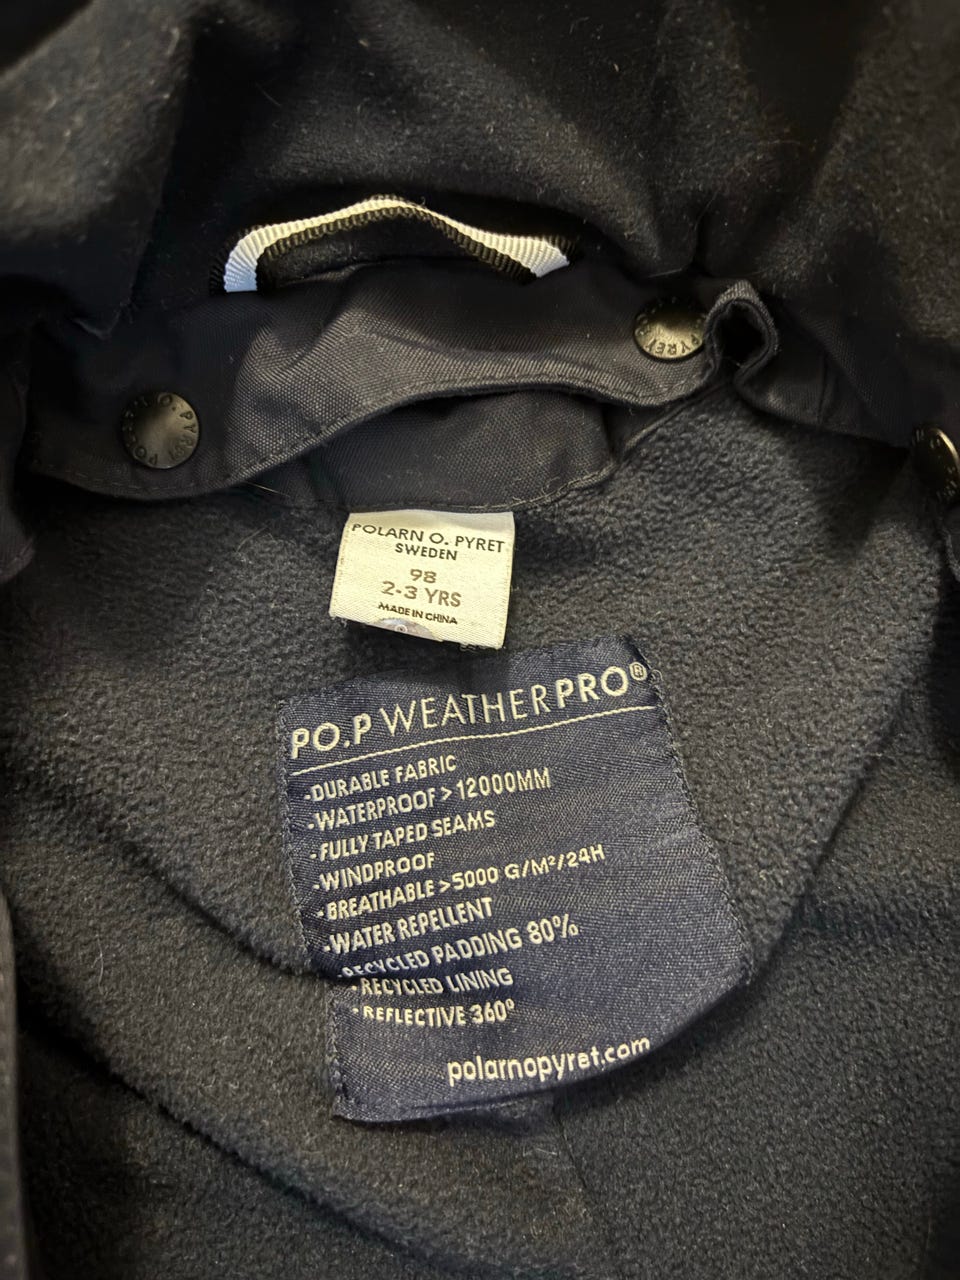 POLARN O. PYRET
SWEDEN
98
2-3 YRS
MADE IN CHINA
PO.P WEATHERPRO®
-DURABLE FABRIC
-WATERPROOF > 12000MM
-FULLY TAPED SEAMS
-WINDPROOF
-BREATHABLE >5000 G/M²/24H
-WATER REPELLENT
-RECYCLED PADDING 80%
-RECYCLED LINING
-REFLECTIVE 360°
polarnopyret.com